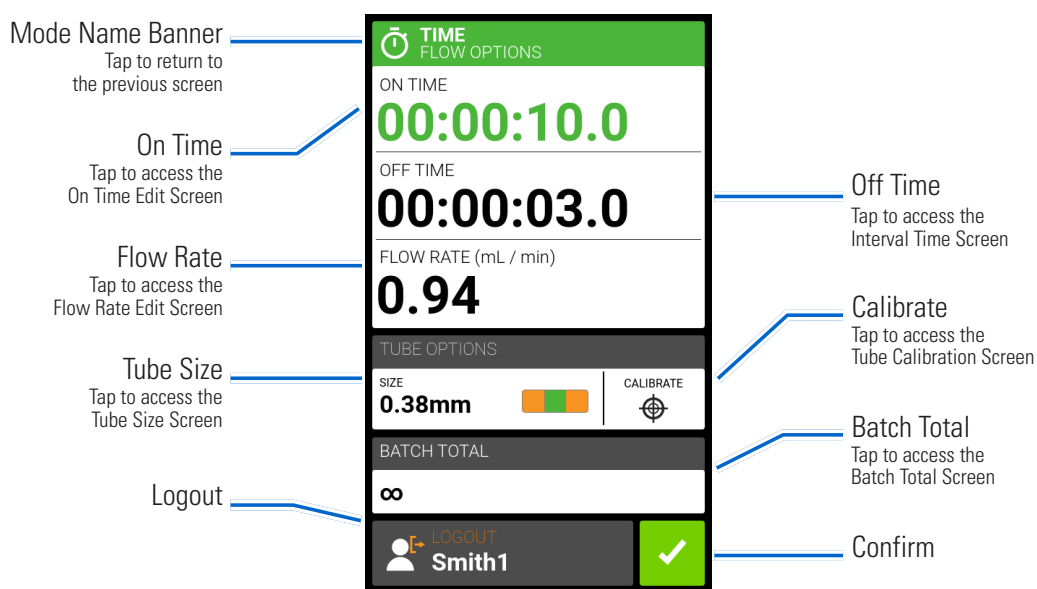 Mode Name Banner
Tap to return to
the previous screen
On Time
Tap to access the
On Time Edit Screen
Flow Rate
Tap to access the
Flow Rate Edit Screen
Tube Size
Tap to access the
Tube Size Screen
Logout
TIME
FLOW OPTIONS
ON TIME
00:00:10.0
OFF TIME
00:00:03.0
FLOW RATE (mL / min)
0.94
TUBE OPTIONS
SIZE
0.38mm
CALIBRATE
BATCH TOTAL
∞
LOGOUT
Smith1
Off Time
Tap to access the
Interval Time Screen
Calibrate
Tap to access the
Tube Calibration Screen
Batch Total
Tap to access the
Batch Total Screen
Confirm